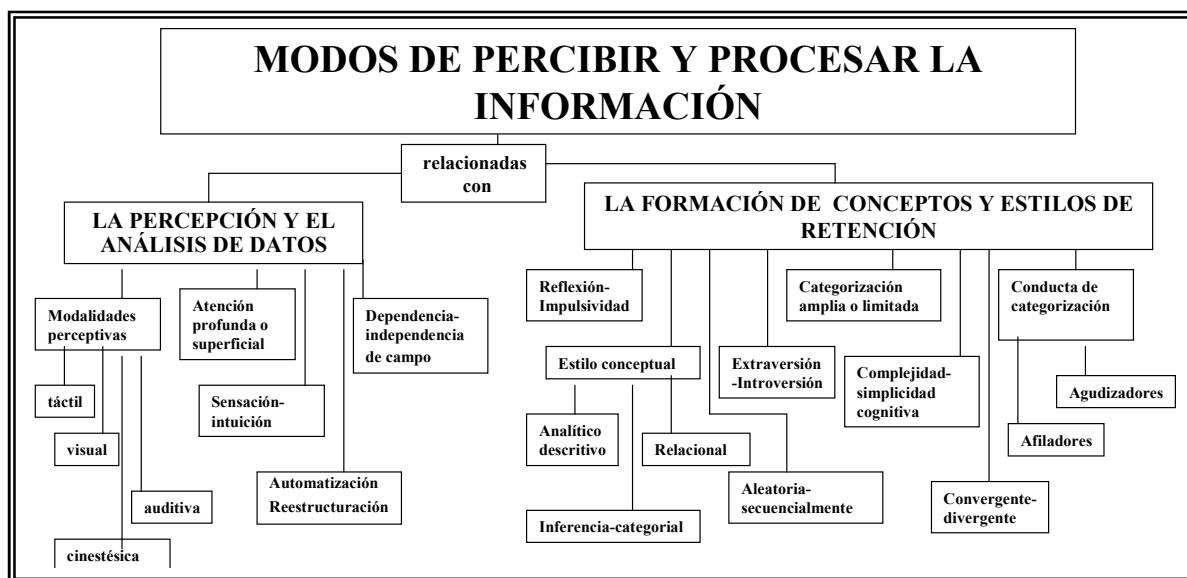 MODOS DE PERCIBIR Y PROCESAR LA
INFORMACIÓN
relacionadas
con
LA PERCEPCIÓN Y EL
ANÁLISIS DE DATOS
Modalidades
perceptivas
táctil
visual
auditiva
cinestésica
Atención
profunda o
superficial
Sensación-
intuición
Automatización
Reestructuración
Dependencia-
independencia
de campo
LA FORMACIÓN DE CONCEPTOS Y ESTILOS DE
RETENCIÓN
Reflexión-
Impulsividad
Estilo conceptual
Analítico
descritivo
Relacional
Inferencia-categorial
Aleatoria-
secuencialmente
Extraversión
-Introversión
Categorización
amplia o limitada
Complejidad-
simplicidad
cognitiva
Convergente-
divergente
Conducta de
categorización
Agudizadores
Afiladores